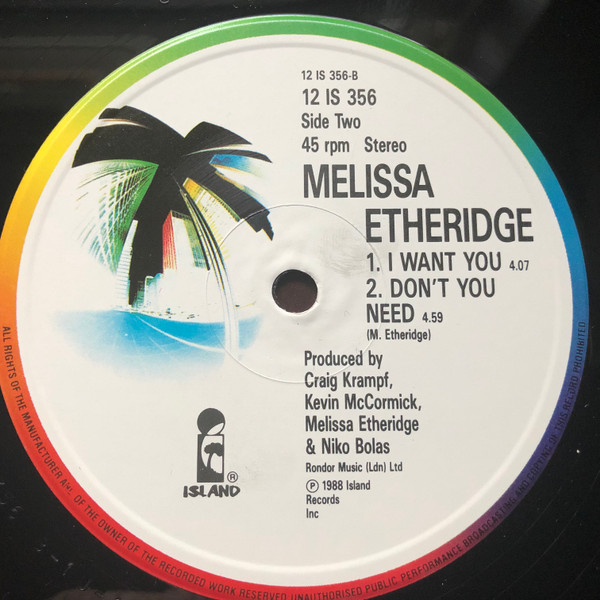 12 IS 356-B
12 IS 356
Side Two
45 rpm Stereo
MELISSA
ETHERIDGE
1. I WANT YOU 4.07
2. DON'T YOU
NEED 4.59
(M. Etheridge)
Produced by
Craig Krampf,
Kevin McCormick,
Melissa Etheridge
& Niko Bolas
Rondor Music (Ldn) Ltd
℗ 1988 Island
Records
Inc
ISLAND ®
ALL RIGHTS OF THE MANUFACTURER AND OF THE OWNER OF THE RECORDED WORK RESERVED. UNAUTHORISED PUBLIC PERFORMANCE BROADCASTING AND COPYING OF THIS RECORD PROHIBITED